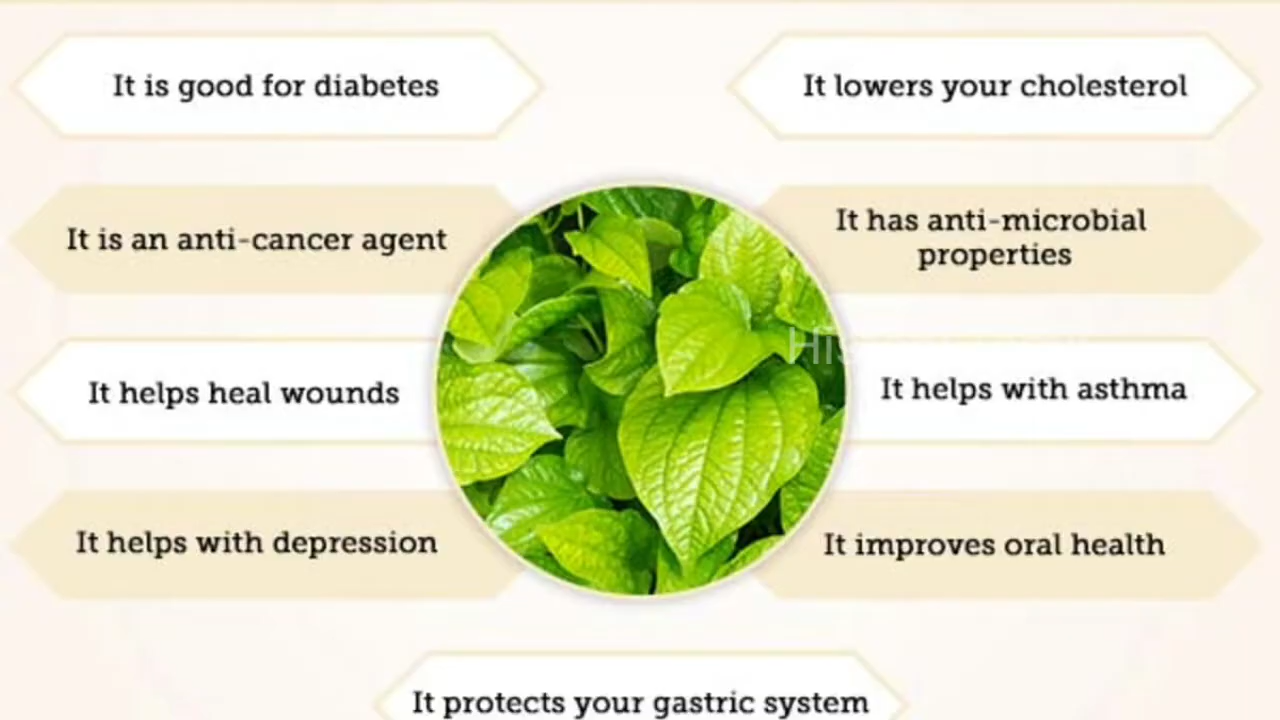 It is good for diabetes
It lowers your cholesterol
It is an anti-cancer agent
It has anti-microbial
properties
It helps heal wounds
It helps with asthma
It helps with depression
It improves oral health
It protects your gastric system